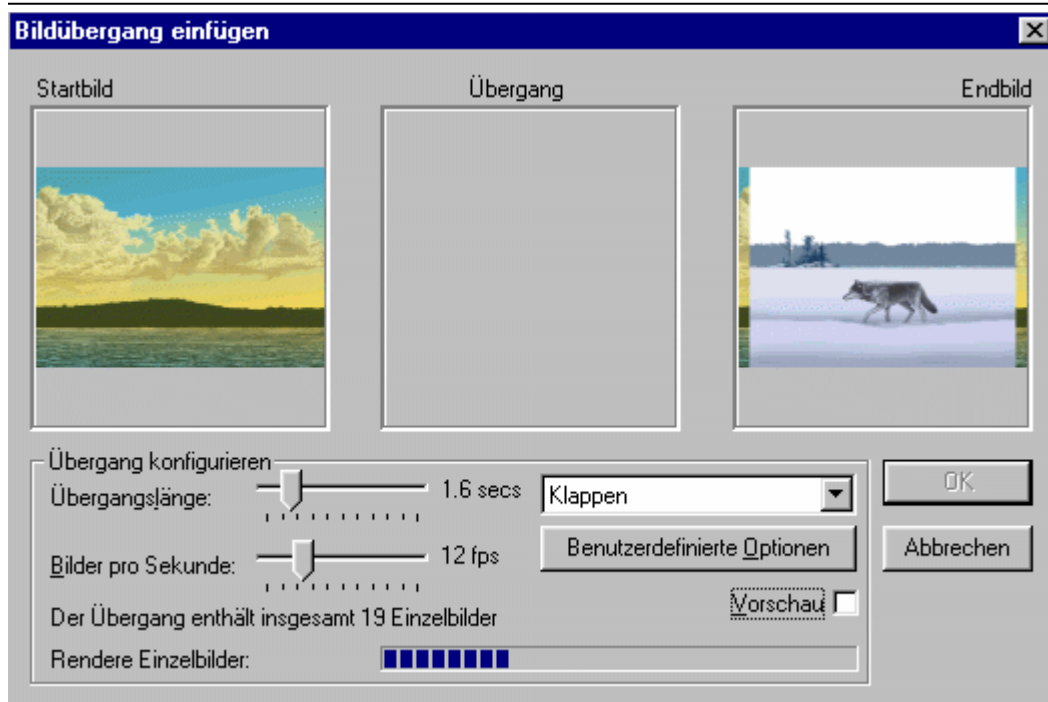 Bildübergang einfügen
Startbild
Übergang
Endbild
Übergang konfigurieren
Übergangslänge:
1.6 secs
Klappen
OK
Bilder pro Sekunde:
12 fps
Benutzerdefinierte Optionen
Abbrechen
Vorschau
Der Übergang enthält insgesamt 19 Einzelbilder
Rendere Einzelbilder: